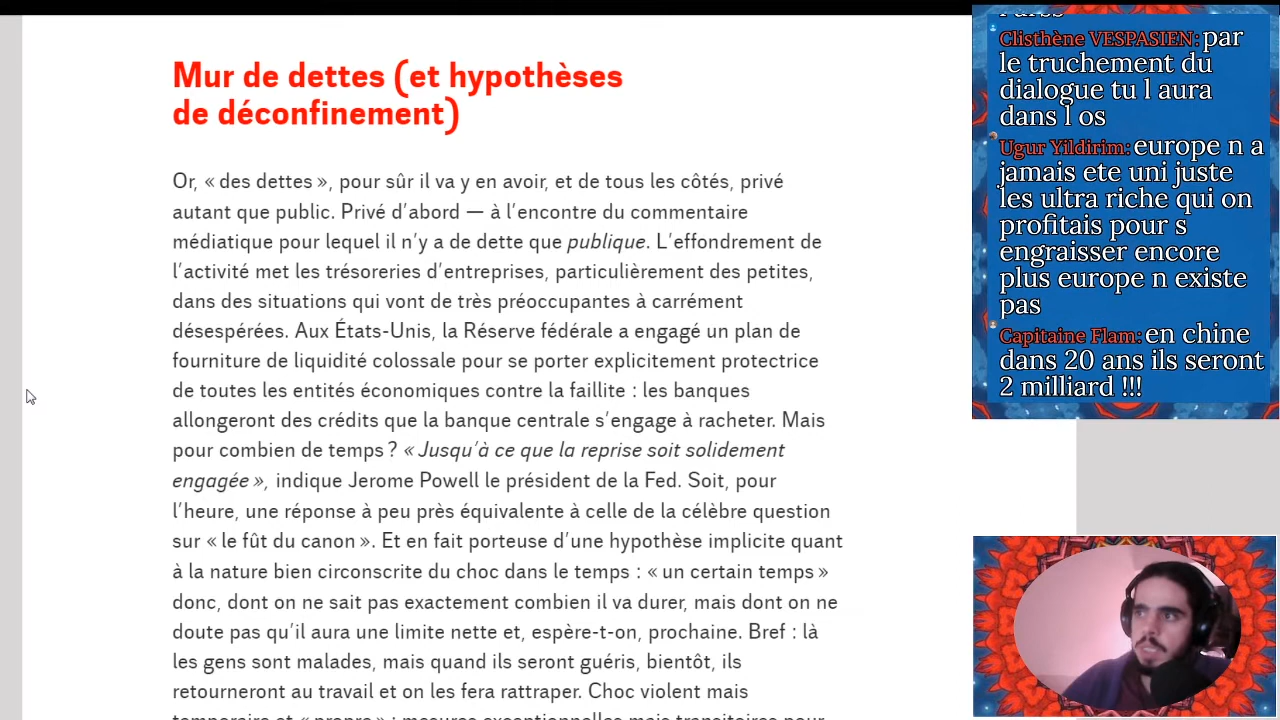 Mur de dettes (et hypothèses
de déconfinement)
Or, « des dettes », pour sûr il va y en avoir, et de tous les côtés, privé
autant que public. Privé d’abord — à l’encontre du commentaire
médiatique pour lequel il n’y a de dette que publique. L’effondrement de
l’activité met les trésoreries d’entreprises, particulièrement des petites,
dans des situations qui vont de très préoccupantes à carrément
désespérées. Aux États-Unis, la Réserve fédérale a engagé un plan de
fourniture de liquidité colossale pour se porter explicitement protectrice
de toutes les entités économiques contre la faillite : les banques
allongeront des crédits que la banque centrale s’engage à racheter. Mais
pour combien de temps ? « Jusqu’à ce que la reprise soit solidement
engagée », indique Jerome Powell le président de la Fed. Soit, pour
l’heure, une réponse à peu près équivalente à celle de la célèbre question
sur « le fût du canon ». Et en fait porteuse d’une hypothèse implicite quant
à la nature bien circonscrite du choc dans le temps : « un certain temps »
donc, dont on ne sait pas exactement combien il va durer, mais dont on ne
doute pas qu’il aura une limite nette et, espère-t-on, prochaine. Bref : là
les gens sont malades, mais quand ils seront guéris, bientôt, ils
retourneront au travail et on les fera rattraper. Choc violent mais
temporaire et « propre » : mesures exceptionnelles mais transitoires pour
Clisthène VESPASIEN: par
le truchement du
dialogue tu l aura
dans l os
Ugur Yildirim: europe n a
jamais ete uni juste
les ultra riche qui on
profitais pour s
engraisser encore
plus europe n existe
pas
Capitaine Flam: en chine
dans 20 ans ils seront
2 milliard !!!